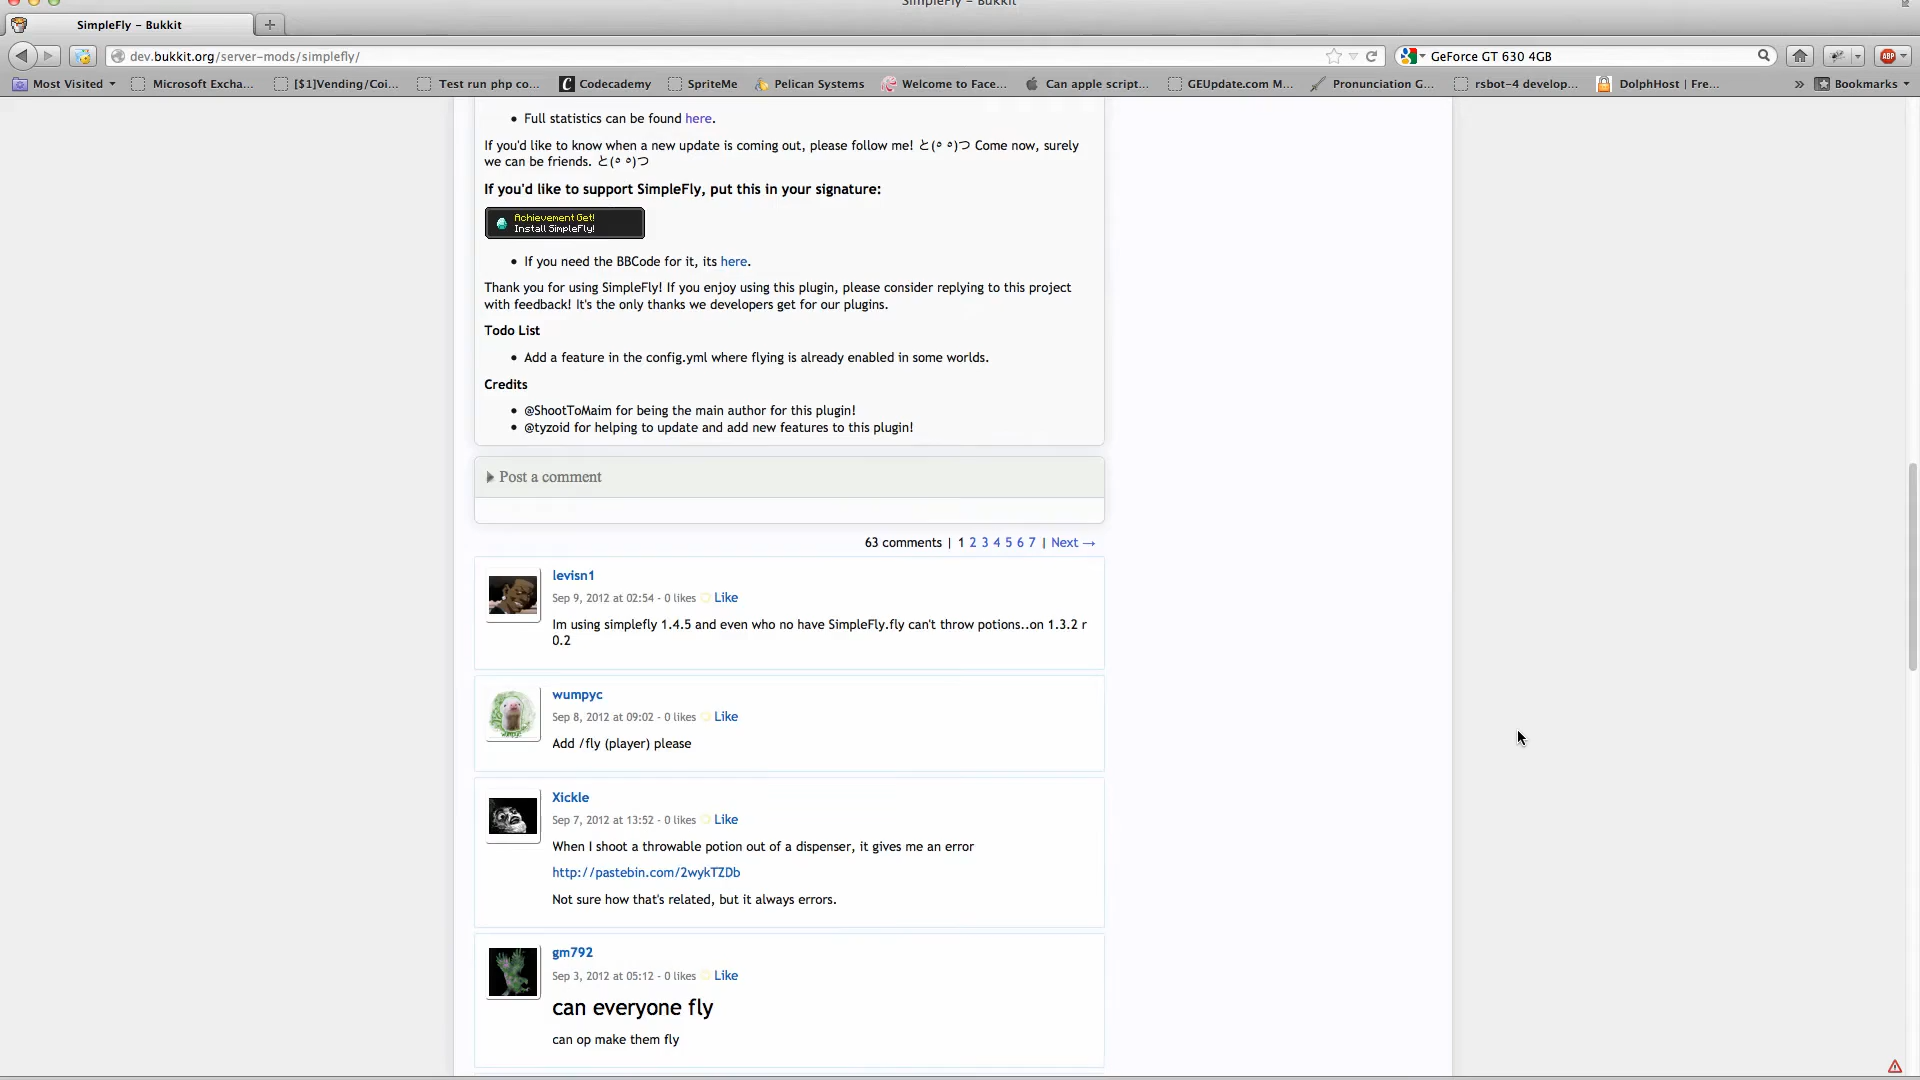 SimpleFly – Bukkit
SimpleFly – Bukkit
dev.bukkit.org/server-mods/simplefly/
GeForce GT 630 4GB
ABP
Most Visited
Microsoft Excha...
[$1]Vending/Coi...
Test run php co...
Codecademy
SpriteMe
Pelican Systems
Welcome to Face...
Can apple script...
GEUpdate.com M...
Pronunciation G...
rsbot-4 develop...
DolphHost | Fre...
Bookmarks
• Full statistics can be found here.
If you'd like to know when a new update is coming out, please follow me! と(ᵒ ᵒ)つ Come now, surely
we can be friends. と(ᵒ ᵒ)つ
If you'd like to support SimpleFly, put this in your signature:
Achievement Get!
Install SimpleFly!
• If you need the BBCode for it, its here.
Thank you for using SimpleFly! If you enjoy using this plugin, please consider replying to this project
with feedback! It's the only thanks we developers get for our plugins.
Todo List
• Add a feature in the config.yml where flying is already enabled in some worlds.
Credits
• @ShootToMaim for being the main author for this plugin!
• @tyzoid for helping to update and add new features to this plugin!
Post a comment
63 comments | 1 2 3 4 5 6 7 | Next →
levisn1
Sep 9, 2012 at 02:54 - 0 likes Like
Im using simplefly 1.4.5 and even who no have SimpleFly.fly can't throw potions..on 1.3.2 r
0.2
wumpyc
Sep 8, 2012 at 09:02 - 0 likes Like
Add /fly (player) please
Xickle
Sep 7, 2012 at 13:52 - 0 likes Like
When I shoot a throwable potion out of a dispenser, it gives me an error
http://pastebin.com/2wykTZDb
Not sure how that's related, but it always errors.
gm792
Sep 3, 2012 at 05:12 - 0 likes Like
can everyone fly
can op make them fly